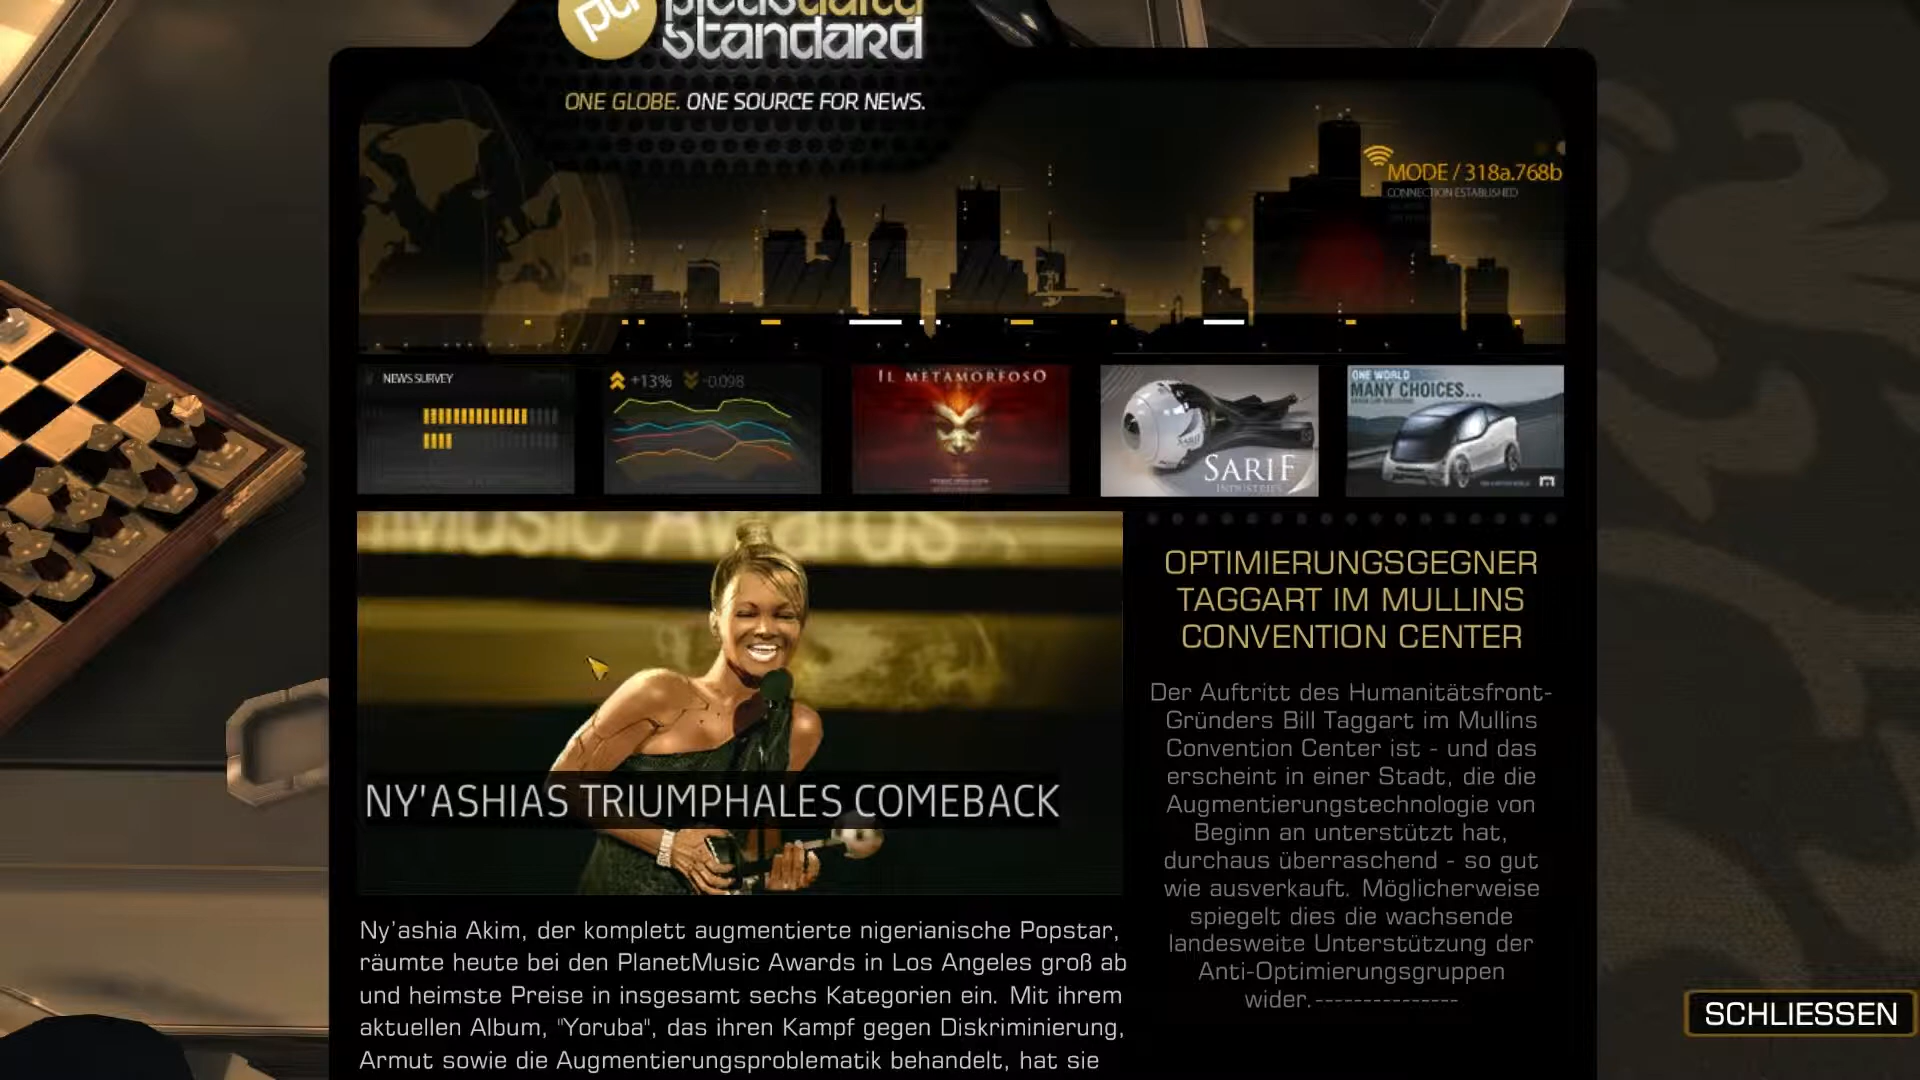 standard
ONE GLOBE. ONE SOURCE FOR NEWS.
MODE / 318a.768b
CONNECTION ESTABLISHED
NEWS SURVEY
+13% -0.098
IL METAMORFOSO
SARIF
INDUSTRIES
ONE WORLD
MANY CHOICES...
Music Awards
NY'ASHIAS TRIUMPHALES COMEBACK
Ny'ashia Akim, der komplett augmentierte nigerianische Popstar,
räumte heute bei den PlanetMusic Awards in Los Angeles groß ab
und heimste Preise in insgesamt sechs Kategorien ein. Mit ihrem
aktuellen Album, "Yoruba", das ihren Kampf gegen Diskriminierung,
Armut sowie die Augmentierungsproblematik behandelt, hat sie
OPTIMIERUNGSGEGNER
TAGGART IM MULLINS
CONVENTION CENTER
Der Auftritt des Humanitätsfront-
Gründers Bill Taggart im Mullins
Convention Center ist - und das
erscheint in einer Stadt, die die
Augmentierungstechnologie von
Beginn an unterstützt hat,
durchaus überraschend - so gut
wie ausverkauft. Möglicherweise
spiegelt dies die wachsende
landesweite Unterstützung der
Anti-Optimierungsgruppen
wider.---------------
SCHLIESSEN